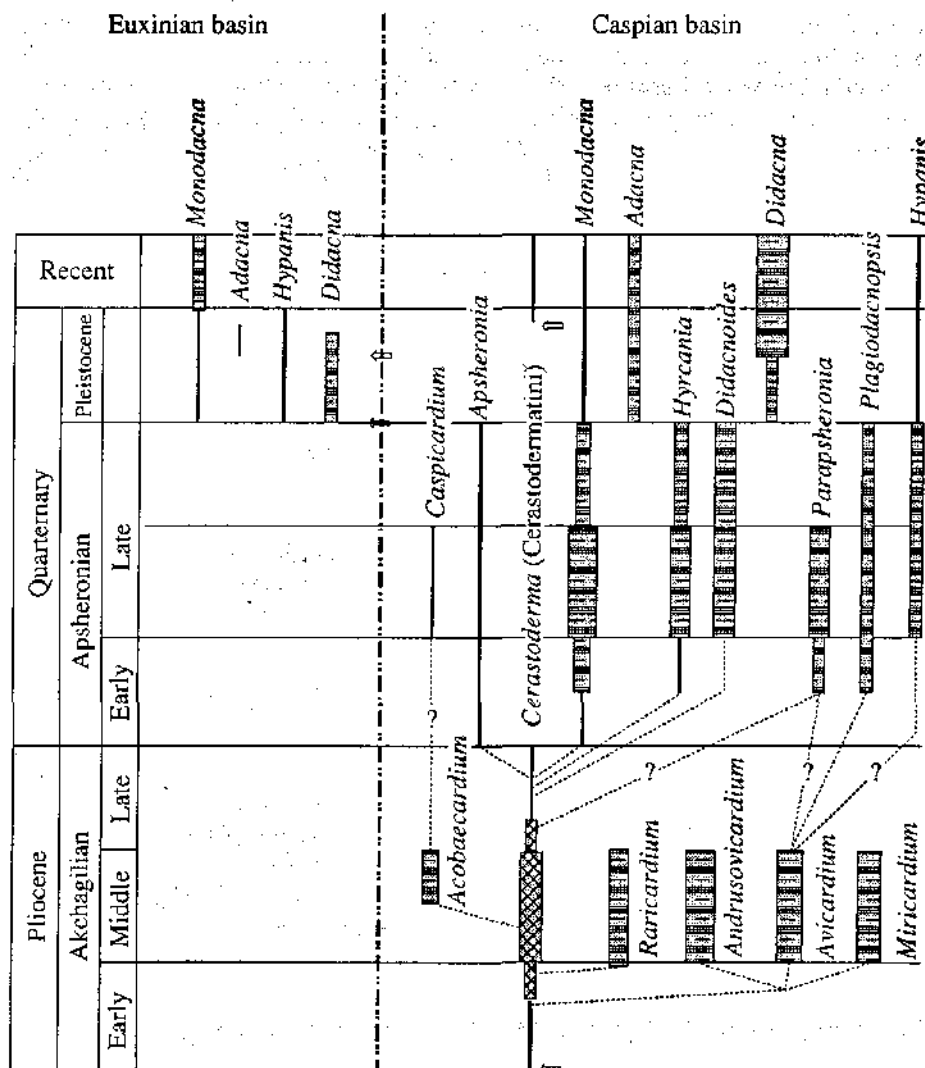 Euxinian basin
Caspian basin
Monodacna
Adacna
Hypanis
Didacna
Monodacna
Adacna
Didacna
Hypanis
Recent
Quarternary
Pleistocene
Apsheronian
Late
Early
Caspicardium
Apsheronia
Cerastoderma (Cerastodermatini)
Hyrcania
Didacnoides
Parapsheronia
Plagiodacnopsis
?
?
?
?
Pliocene
Akchagilian
Late
Middle
Early
Acobaecardium
Raricardium
Andrusovicardium
Avicardium
Miricardium